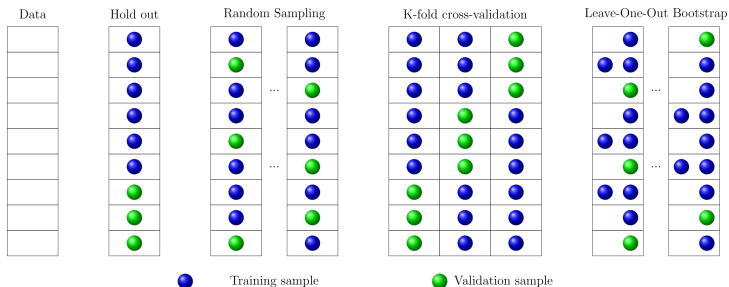 Data Hold out Random Sampling K-fold cross-validation Leave-One-Out Bootstrap
... ...
... ...
Training sample Validation sample